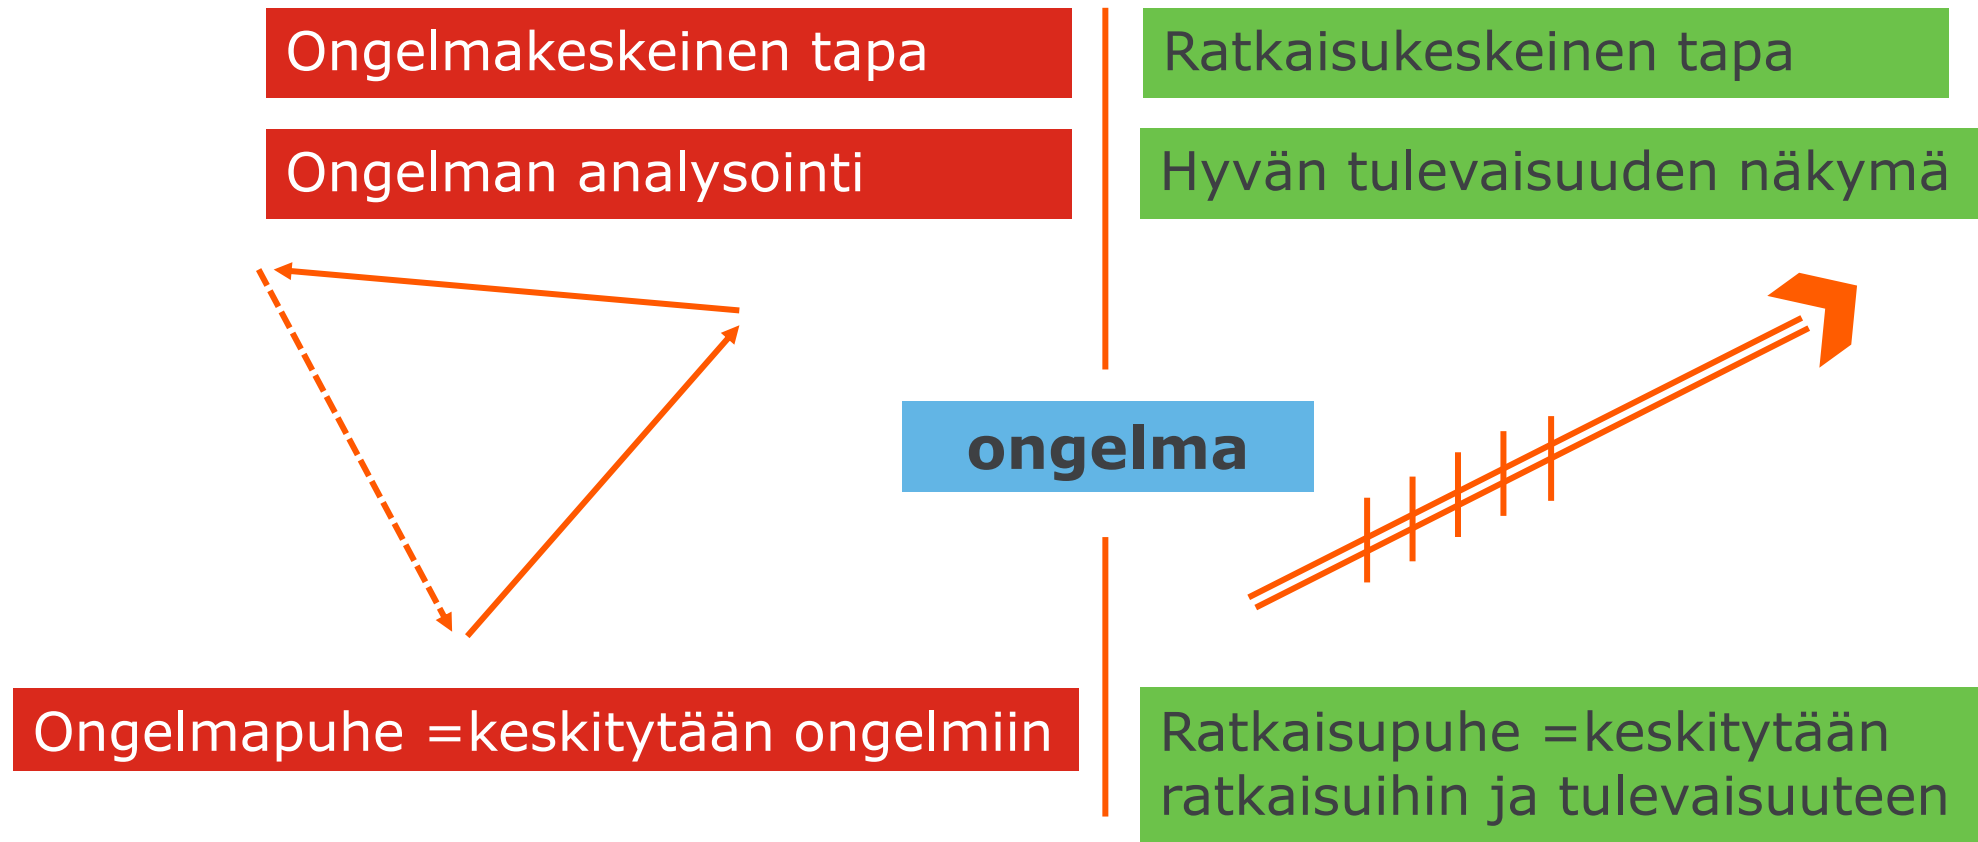 Ongelmakeskeinen tapa
Ongelman analysointi
Ongelmapuhe =keskitytään ongelmiin
ongelma
Ratkaisukeskeinen tapa
Hyvän tulevaisuuden näkymä
Ratkaisupuhe =keskitytään
ratkaisuihin ja tulevaisuuteen